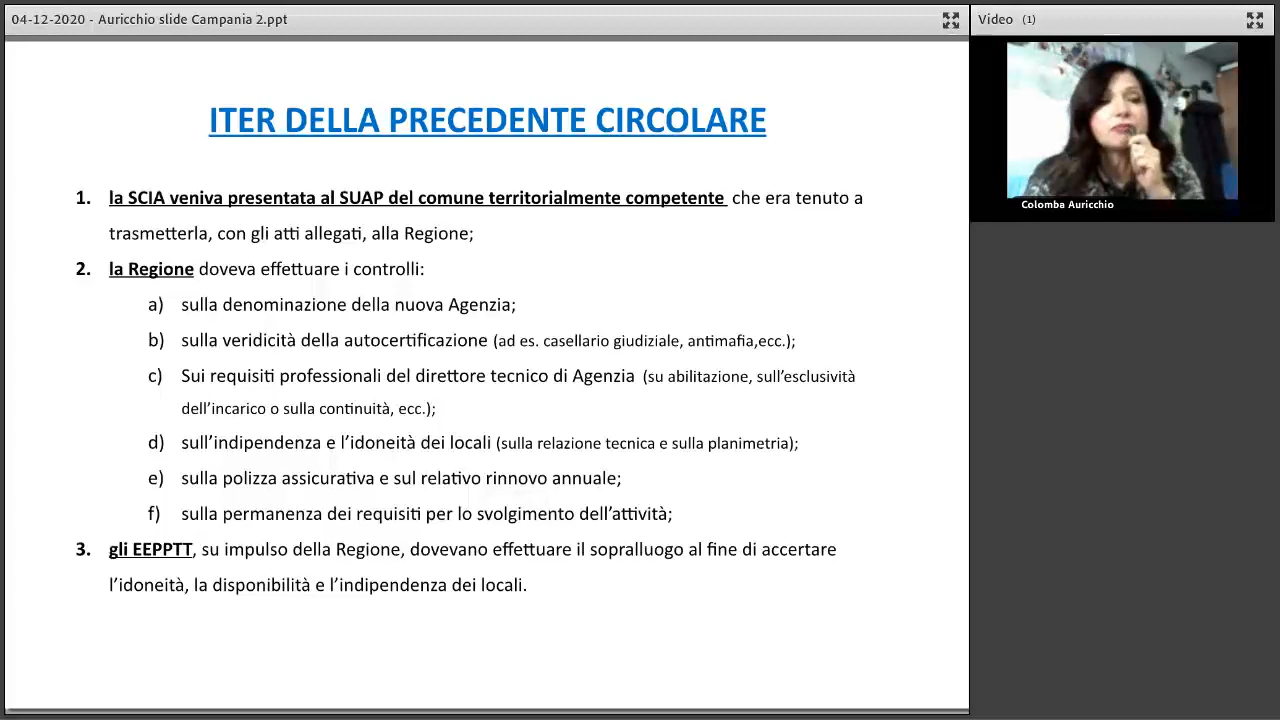 04-12-2020 - Auricchio slide Campania 2.ppt
Video (1)
ITER DELLA PRECEDENTE CIRCOLARE
1. la SCIA veniva presentata al SUAP del comune territorialmente competente che era tenuto a
trasmetterla, con gli atti allegati, alla Regione;
2. la Regione doveva effettuare i controlli:
a) sulla denominazione della nuova Agenzia;
b) sulla veridicità della autocertificazione (ad es. casellario giudiziale, antimafia,ecc.);
c) Sui requisiti professionali del direttore tecnico di Agenzia (su abilitazione, sull'esclusività
dell'incarico o sulla continuità, ecc.);
d) sull'indipendenza e l'idoneità dei locali (sulla relazione tecnica e sulla planimetria);
e) sulla polizza assicurativa e sul relativo rinnovo annuale;
f) sulla permanenza dei requisiti per lo svolgimento dell'attività;
3. gli EEPPTT, su impulso della Regione, dovevano effettuare il sopralluogo al fine di accertare
l'idoneità, la disponibilità e l'indipendenza dei locali.
Colomba Auricchio